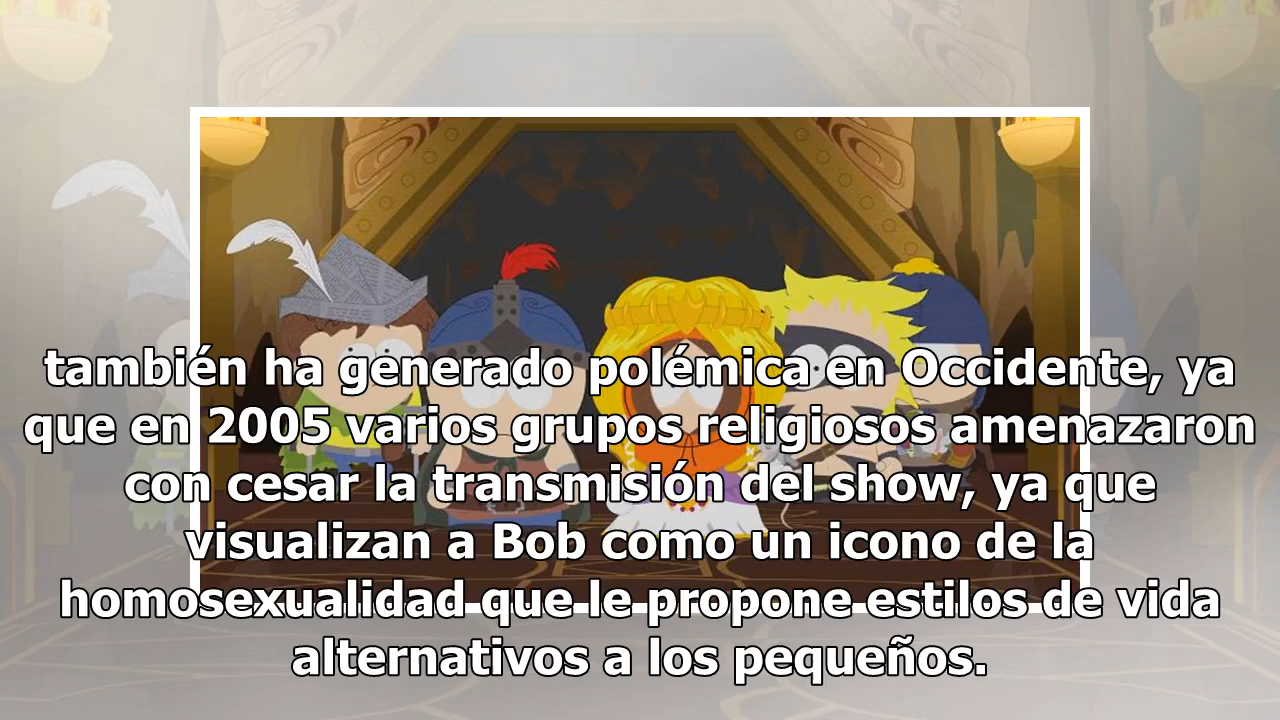 también ha generado polémica en Occidente, ya
que en 2005 varios grupos religiosos amenazaron
con cesar la transmisión del show, ya que
visualizan a Bob como un icono de la
homosexualidad que le propone estilos de vida
alternativos a los pequeños.